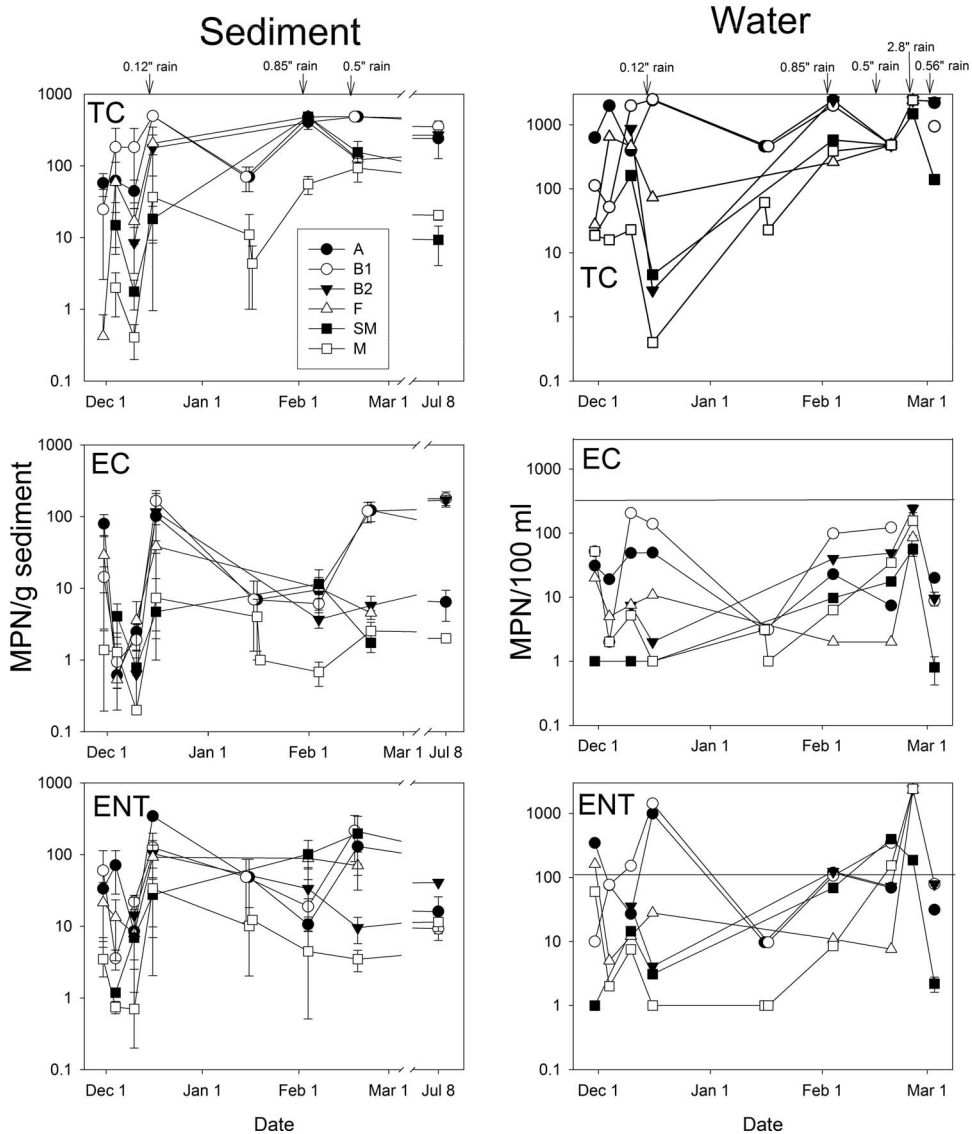 Sediment
Water
0.12" rain
0.85" rain
0.5" rain
0.12" rain
0.85" rain
0.5" rain
2.8" rain
0.56" rain
TC
1000
100
10
1
0.1
A
B1
B2
F
SM
M
Dec 1
Jan 1
Feb 1
Mar 1
Jul 8
TC
1000
100
10
1
0.1
Dec 1
Jan 1
Feb 1
Mar 1
MPN/g sediment
EC
1000
100
10
1
0.1
Dec 1
Jan 1
Feb 1
Mar 1
Jul 8
MPN/100 ml
EC
1000
100
10
1
0.1
Dec 1
Jan 1
Feb 1
Mar 1
ENT
1000
100
10
1
0.1
Dec 1
Jan 1
Feb 1
Mar 1
Jul 8
Date
ENT
1000
100
10
1
0.1
Dec 1
Jan 1
Feb 1
Mar 1
Date